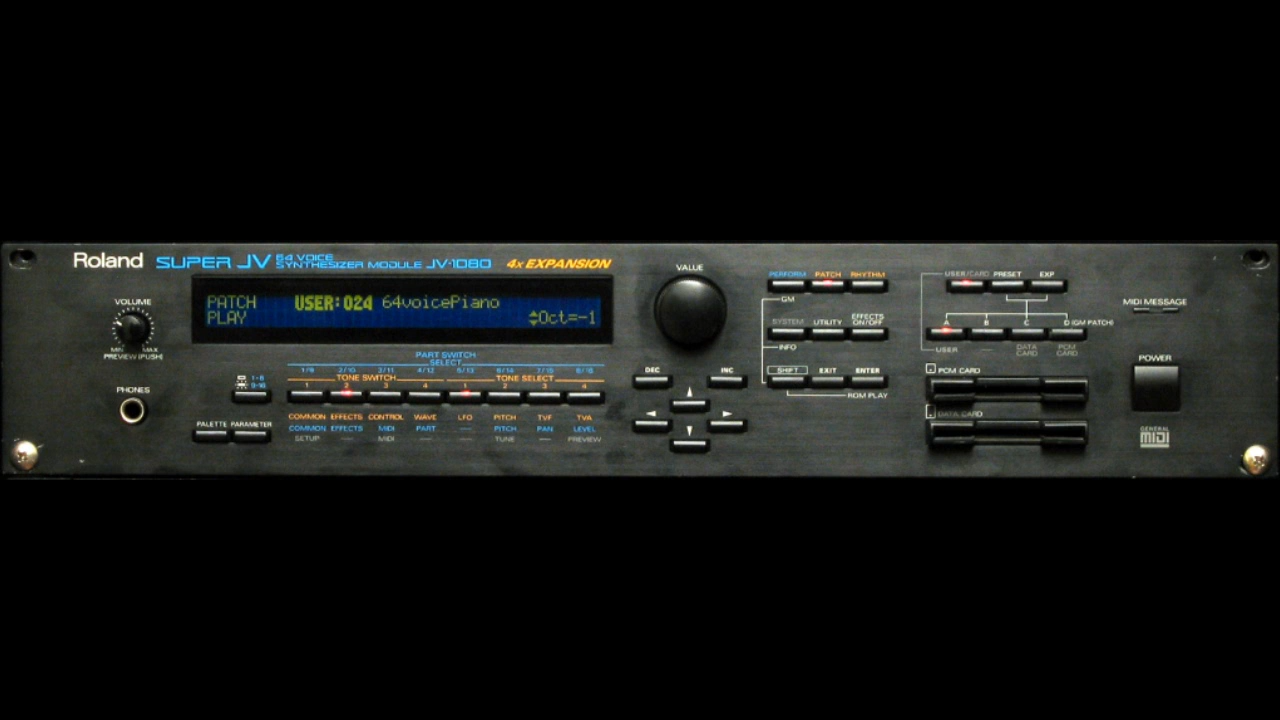 Roland
SUPER JV 64 VOICE SYNTHESIZER MODULE JV-1080
4x EXPANSION
VOLUME
MIN MAX
PREVIEW (PUSH)
PHONES
PATCH USER:024 64voicePiano
PLAY Oct=-1
PART SWITCH
SELECT
1/9 2/10 3/11 4/12 5/13 6/14 7/15 8/16
TONE SWITCH TONE SELECT
1 2 3 4 1 2 3 4
1-8
9-16
PALETTE PARAMETER
COMMON EFFECTS CONTROL WAVE LFO PITCH TVF TVA
COMMON EFFECTS MIDI PART PITCH PAN LEVEL
SETUP MIDI TUNE PREVIEW
VALUE
DEC INC
PERFORM PATCH RHYTHM
GM
SYSTEM UTILITY EFFECTS ON/OFF
INFO
SHIFT EXIT ENTER
ROM PLAY
USER/CARD PRESET EXP
A B C D (GM PATCH)
USER
DATA CARD PCM CARD
PCM CARD
DATA CARD
MIDI MESSAGE
POWER
GENERAL
MIDI